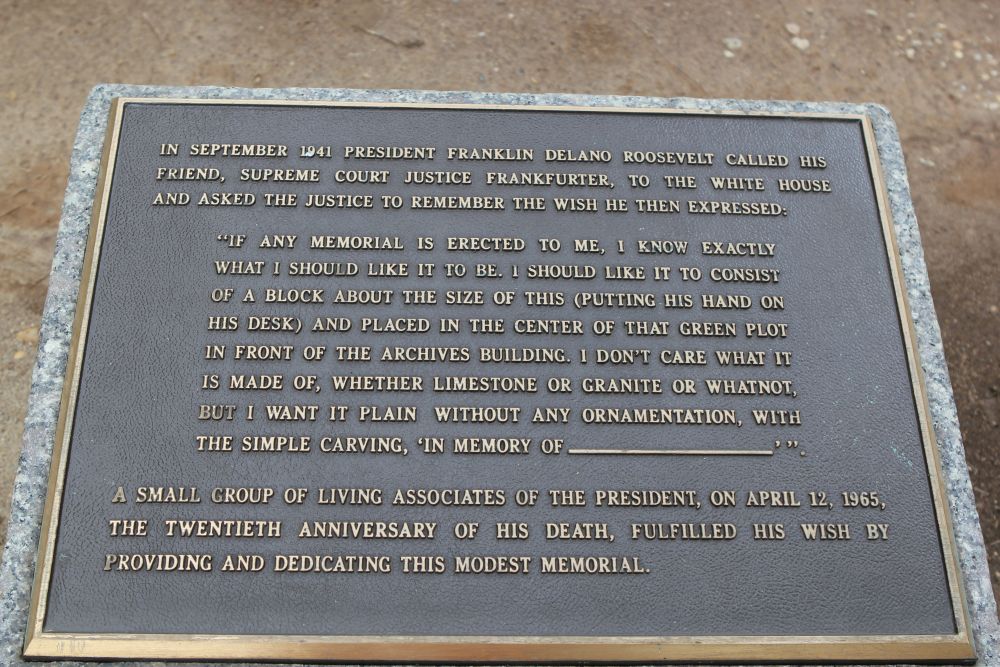 IN SEPTEMBER 1941 PRESIDENT FRANKLIN DELANO ROOSEVELT CALLED HIS
FRIEND, SUPREME COURT JUSTICE FRANKFURTER, TO THE WHITE HOUSE
AND ASKED THE JUSTICE TO REMEMBER THE WISH HE THEN EXPRESSED:
“IF ANY MEMORIAL IS ERECTED TO ME, I KNOW EXACTLY
WHAT I SHOULD LIKE IT TO BE. I SHOULD LIKE IT TO CONSIST
OF A BLOCK ABOUT THE SIZE OF THIS (PUTTING HIS HAND ON
HIS DESK) AND PLACED IN THE CENTER OF THAT GREEN PLOT
IN FRONT OF THE ARCHIVES BUILDING. I DON’T CARE WHAT IT
IS MADE OF, WHETHER LIMESTONE OR GRANITE OR WHATNOT,
BUT I WANT IT PLAIN WITHOUT ANY ORNAMENTATION, WITH
THE SIMPLE CARVING, ‘IN MEMORY OF ____________’ ”.
A SMALL GROUP OF LIVING ASSOCIATES OF THE PRESIDENT, ON APRIL 12, 1965,
THE TWENTIETH ANNIVERSARY OF HIS DEATH, FULFILLED HIS WISH BY
PROVIDING AND DEDICATING THIS MODEST MEMORIAL.